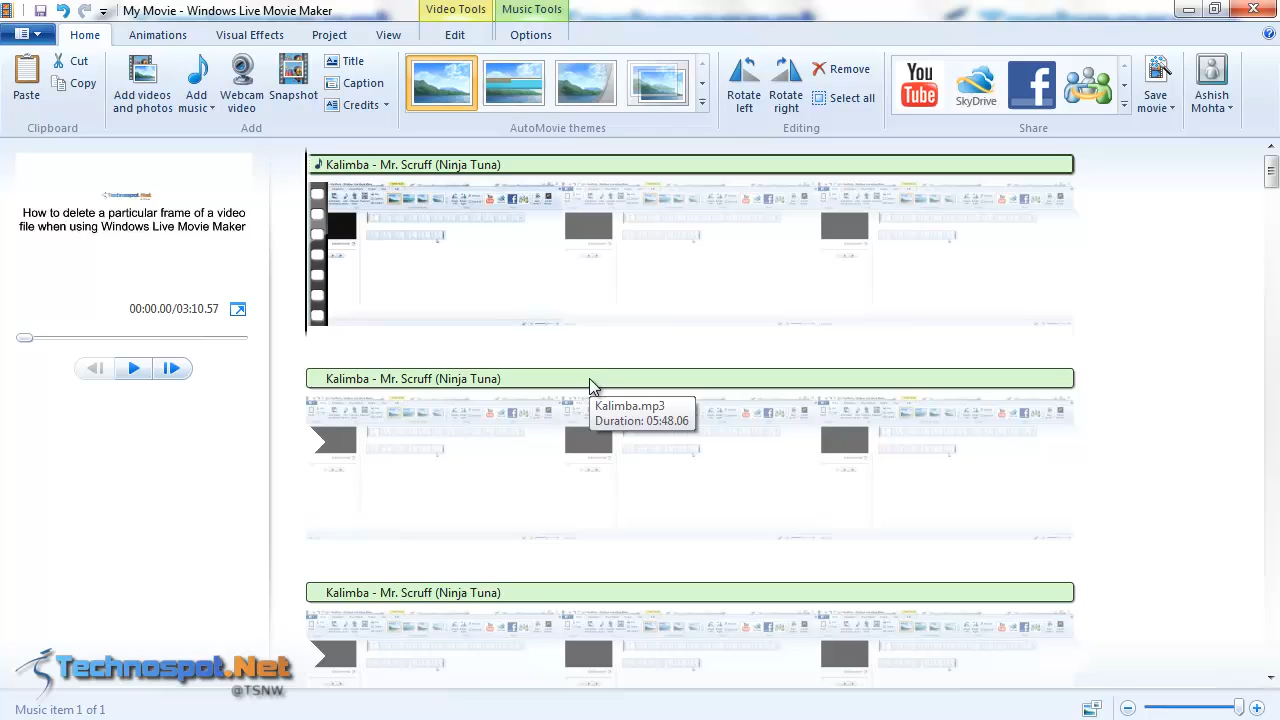 My Movie - Windows Live Movie Maker
Video Tools
Music Tools
Home
Animations
Visual Effects
Project
View
Edit
Options
Paste
Cut
Copy
Clipboard
Add videos
and photos
Add
music
Webcam
video
Snapshot
Title
Caption
Credits
Add
AutoMovie themes
Rotate
left
Rotate
right
Remove
Select all
Editing
You
Tube
SkyDrive
f
Share
Save
movie
Ashish
Mohta
Technospot.Net
How to delete a particular frame of a video
file when using Windows Live Movie Maker
00:00.00/03:10.57
Kalimba - Mr. Scruff (Ninja Tuna)
Kalimba - Mr. Scruff (Ninja Tuna)
Kalimba.mp3
Duration: 05:48.06
Kalimba - Mr. Scruff (Ninja Tuna)
Technospot.Net
@TSNW
Music item 1 of 1